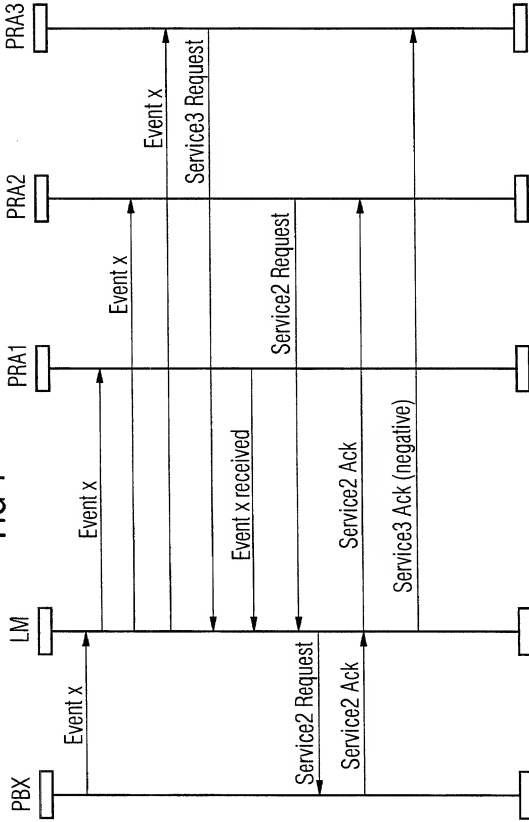 PBX
LM
PRA1
PRA2
PRA3
Event x
Event x
Event x
Event x
Service3 Request
Event x received
Service2 Request
Service2 Request
Service2 Ack
Service2 Ack
Service3 Ack (negative)